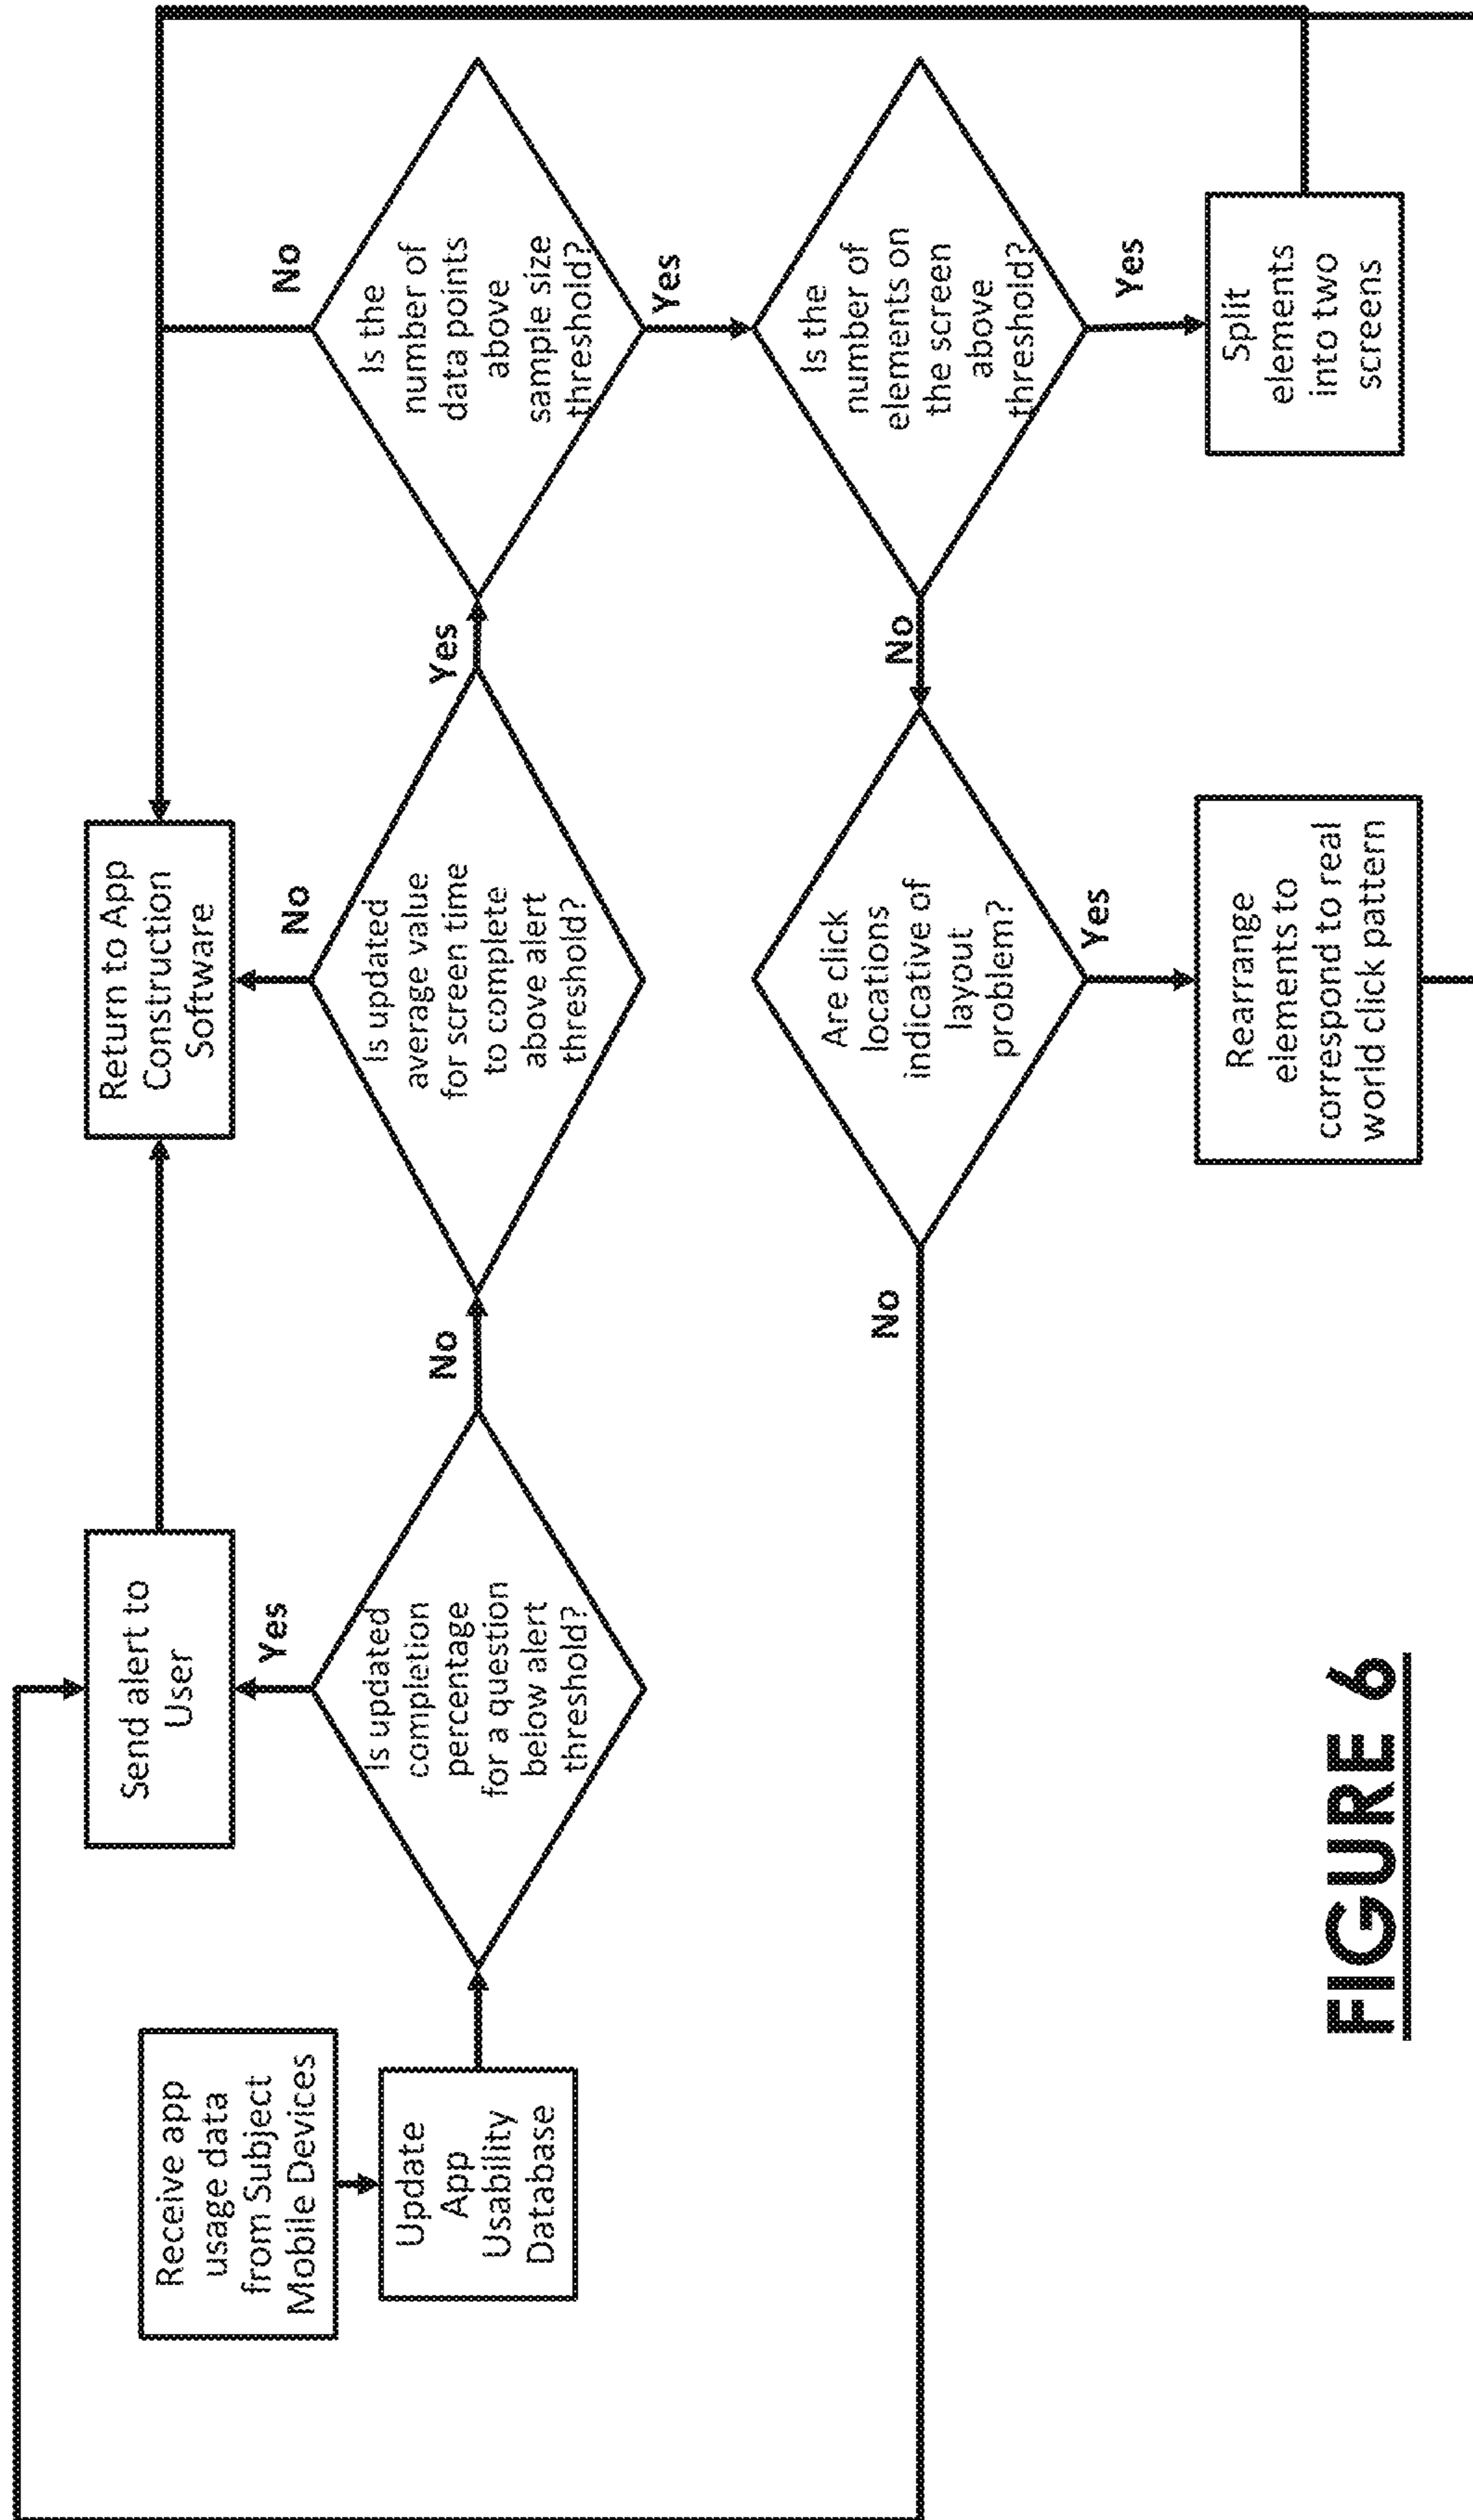 Receive app
usage data
from Subject
Mobile Devices
Update
App
Usability
Database
Is updated
completion
percentage
for a question
below alert
threshold?
Yes
Send alert to
User
No
Is updated
average value
for screen time
to complete
above alert
threshold?
No
Return to App
Construction
Software
Yes
Is the
number of
data points
above
sample size
threshold?
No
Yes
Is the
number of
elements on
the screen
above
threshold?
Yes
Split
elements
into two
screens
No
Are click
locations
indicative of
layout
problem?
Yes
Rearrange
elements to
correspond to real
world click pattern
No
FIGURE 6